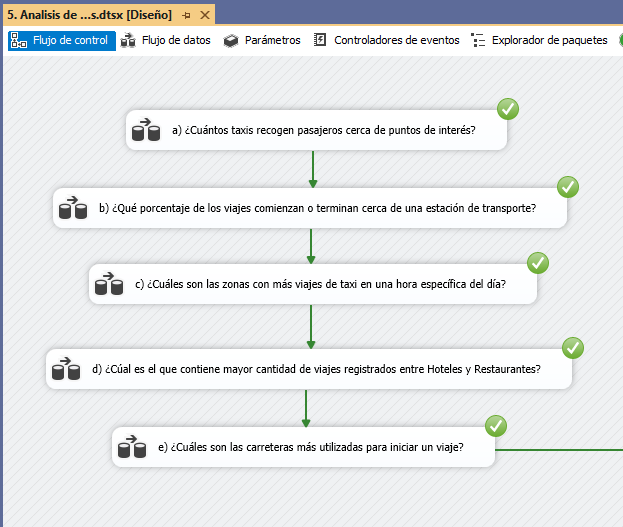 5. Analisis de ...s.dtsx [Diseño]
Flujo de control Flujo de datos Parámetros Controladores de eventos Explorador de paquetes
a) ¿Cuántos taxis recogen pasajeros cerca de puntos de interés?
b) ¿Qué porcentaje de los viajes comienzan o terminan cerca de una estación de transporte?
c) ¿Cuáles son las zonas con más viajes de taxi en una hora específica del día?
d) ¿Cúal es el que contiene mayor cantidad de viajes registrados entre Hoteles y Restaurantes?
e) ¿Cuáles son las carreteras más utilizadas para iniciar un viaje?